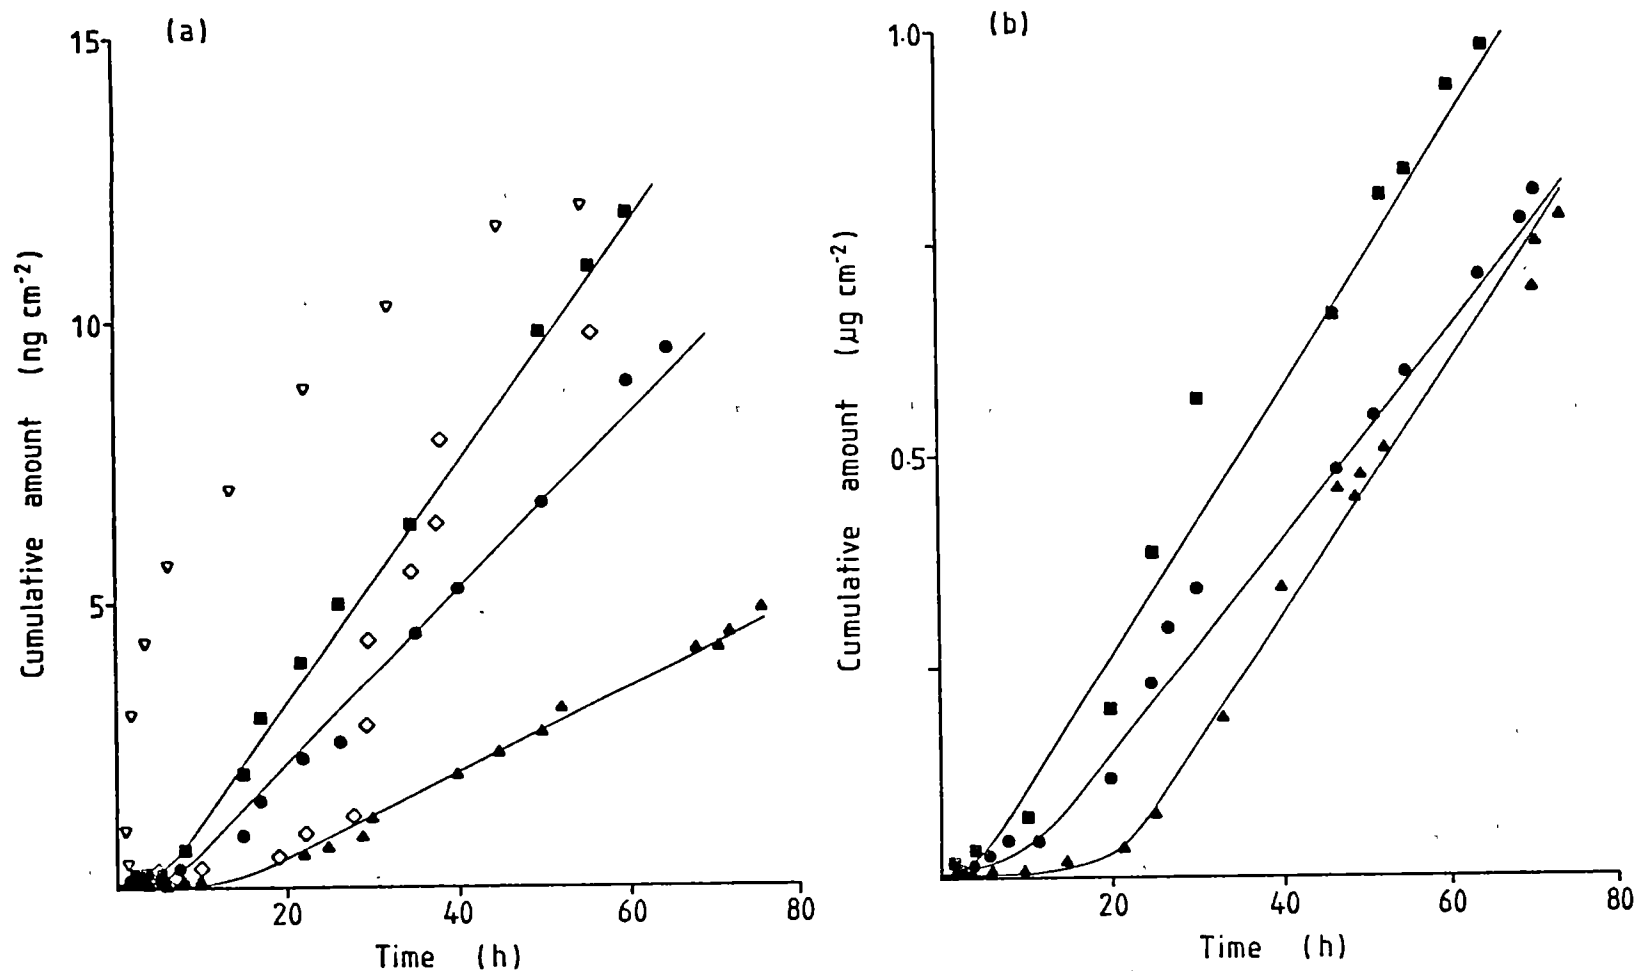 (a)
15
10
5
Cumulative amount (ng cm⁻²)
20 40 60 80
Time (h)
(b)
1.0
0.5
Cumulative amount (µg cm⁻²)
20 40 60 80
Time (h)